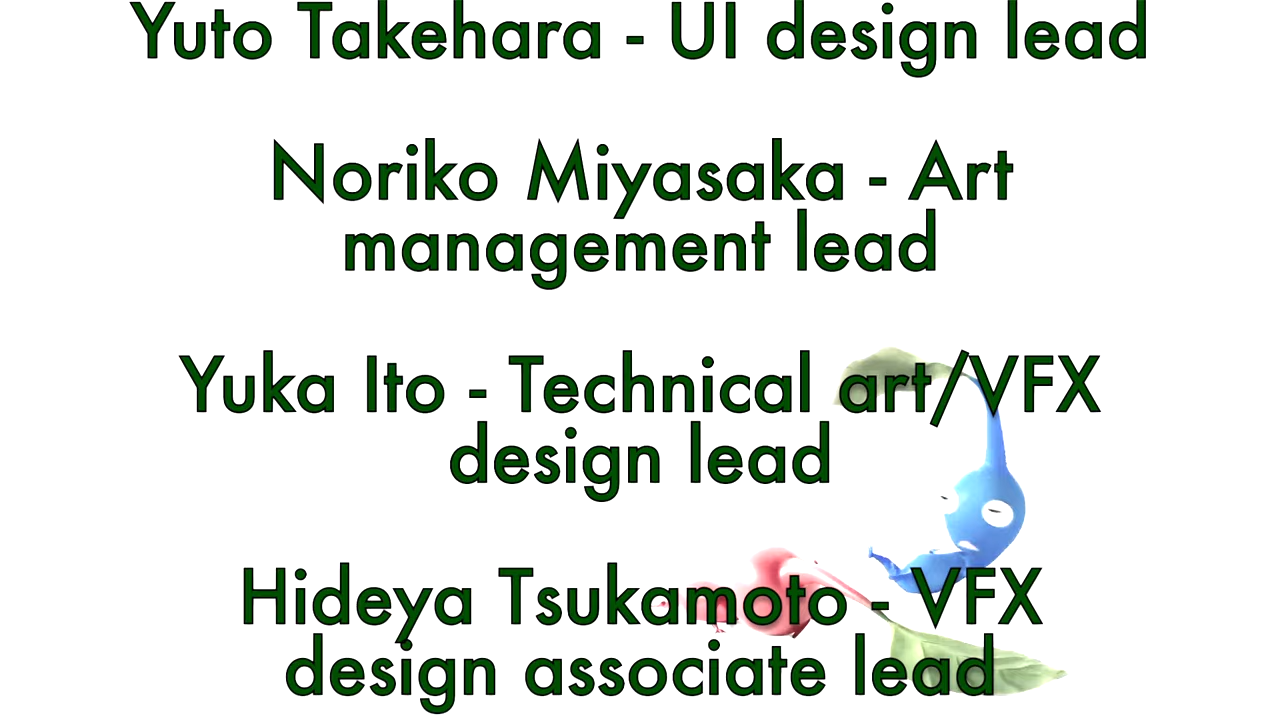 Yuto Takehara - UI design lead
Noriko Miyasaka - Art
management lead
Yuka Ito - Technical art/VFX
design lead
Hideya Tsukamoto - VFX
design associate lead